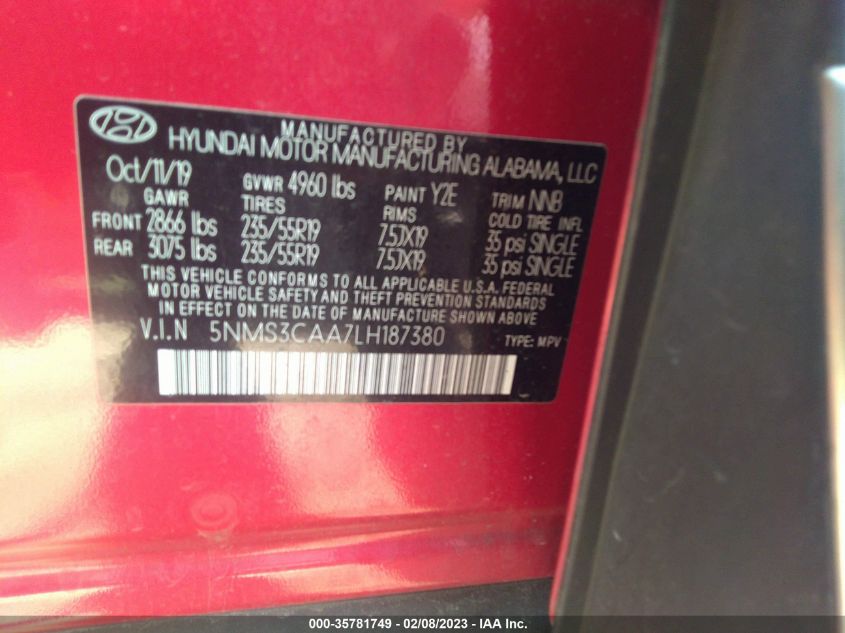 MANUFACTURED BY
HYUNDAI MOTOR MANUFACTURING ALABAMA, LLC
Oct/11/19 GVWR 4960 lbs PAINT Y2E TRIM NNB
GAWR TIRES RIMS COLD TIRE INFL
FRONT 2866 lbs 235/55R19 7.5JX19 35 psi SINGLE
REAR 3075 lbs 235/55R19 7.5JX19 35 psi SINGLE
THIS VEHICLE CONFORMS TO ALL APPLICABLE U.S.A. FEDERAL
MOTOR VEHICLE SAFETY AND THEFT PREVENTION STANDARDS
IN EFFECT ON THE DATE OF MANUFACTURE SHOWN ABOVE.
V.I.N 5NMS3CAA7LH187380 TYPE: MPV
000-35781749 - 02/08/2023 - IAA Inc.